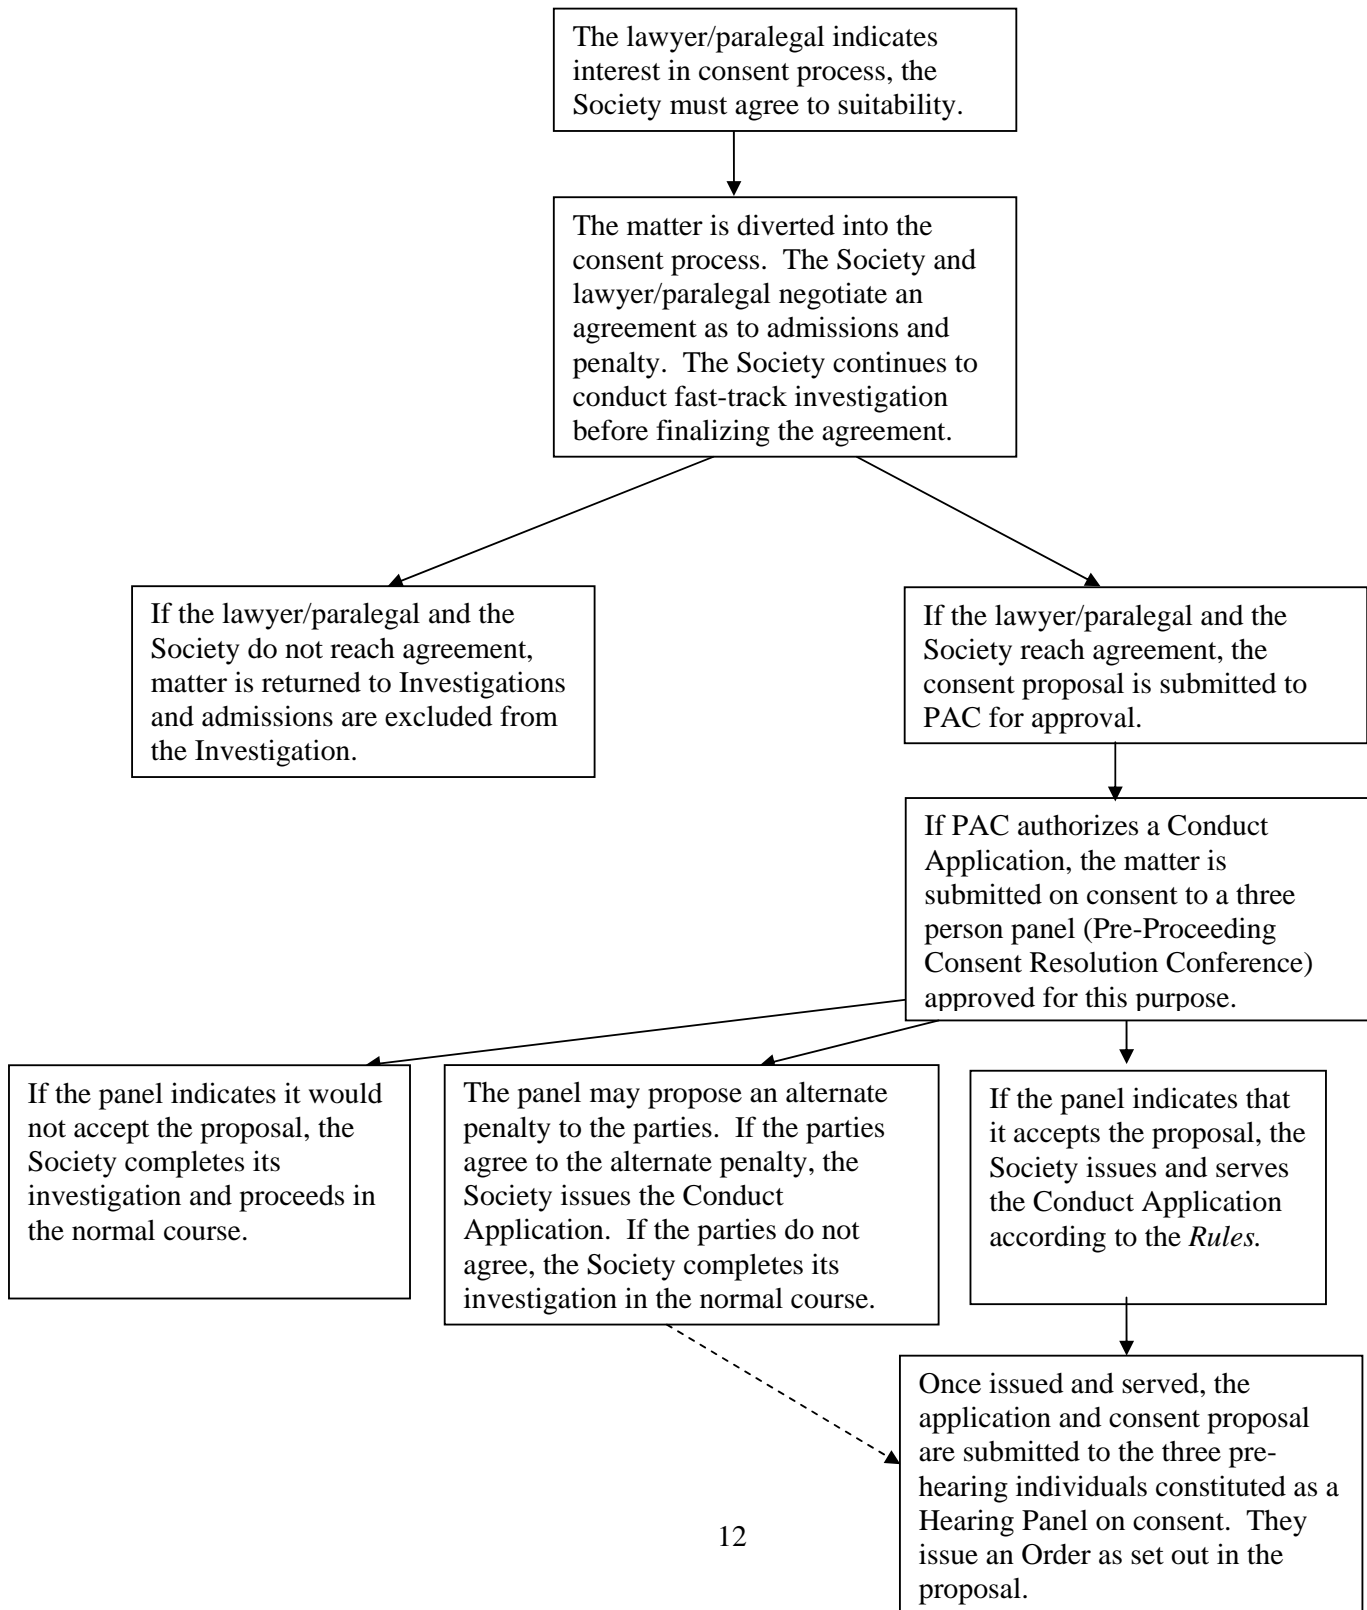 The lawyer/paralegal indicates
interest in consent process, the
Society must agree to suitability.
The matter is diverted into the
consent process.  The Society and
lawyer/paralegal negotiate an
agreement as to admissions and
penalty.  The Society continues to
conduct fast-track investigation
before finalizing the agreement.
If the lawyer/paralegal and the
Society do not reach agreement,
matter is returned to Investigations
and admissions are excluded from
the Investigation.
If the lawyer/paralegal and the
Society reach agreement, the
consent proposal is submitted to
PAC for approval.
If PAC authorizes a Conduct
Application, the matter is
submitted on consent to a three
person panel (Pre-Proceeding
Consent Resolution Conference)
approved for this purpose.
If the panel indicates it would
not accept the proposal, the
Society completes its
investigation and proceeds in
the normal course.
The panel may propose an alternate
penalty to the parties.  If the parties
agree to the alternate penalty, the
Society issues the Conduct
Application.  If the parties do not
agree, the Society completes its
investigation in the normal course.
If the panel indicates that
it accepts the proposal, the
Society issues and serves
the Conduct Application
according to the Rules.
Once issued and served, the
application and consent proposal
are submitted to the three pre-
hearing individuals constituted as a
Hearing Panel on consent.  They
issue an Order as set out in the
proposal.
12